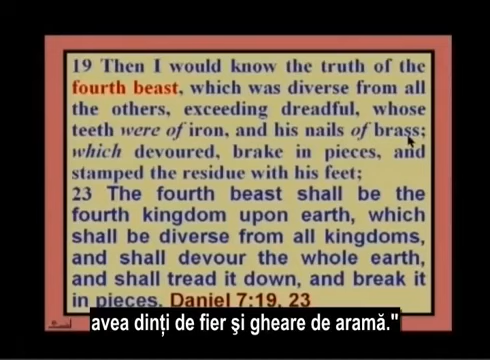 19 Then I would know the truth of the
fourth beast, which was diverse from all
the others, exceeding dreadful, whose
teeth were of iron, and his nails of brass;
which devoured, brake in pieces, and
stamped the residue with his feet;
23 The fourth beast shall be the
fourth kingdom upon earth, which
shall be diverse from all kingdoms,
and shall devour the whole earth,
and shall tread it down, and break it
in pieces. Daniel 7:19, 23
avea dinți de fier și gheare de aramă."